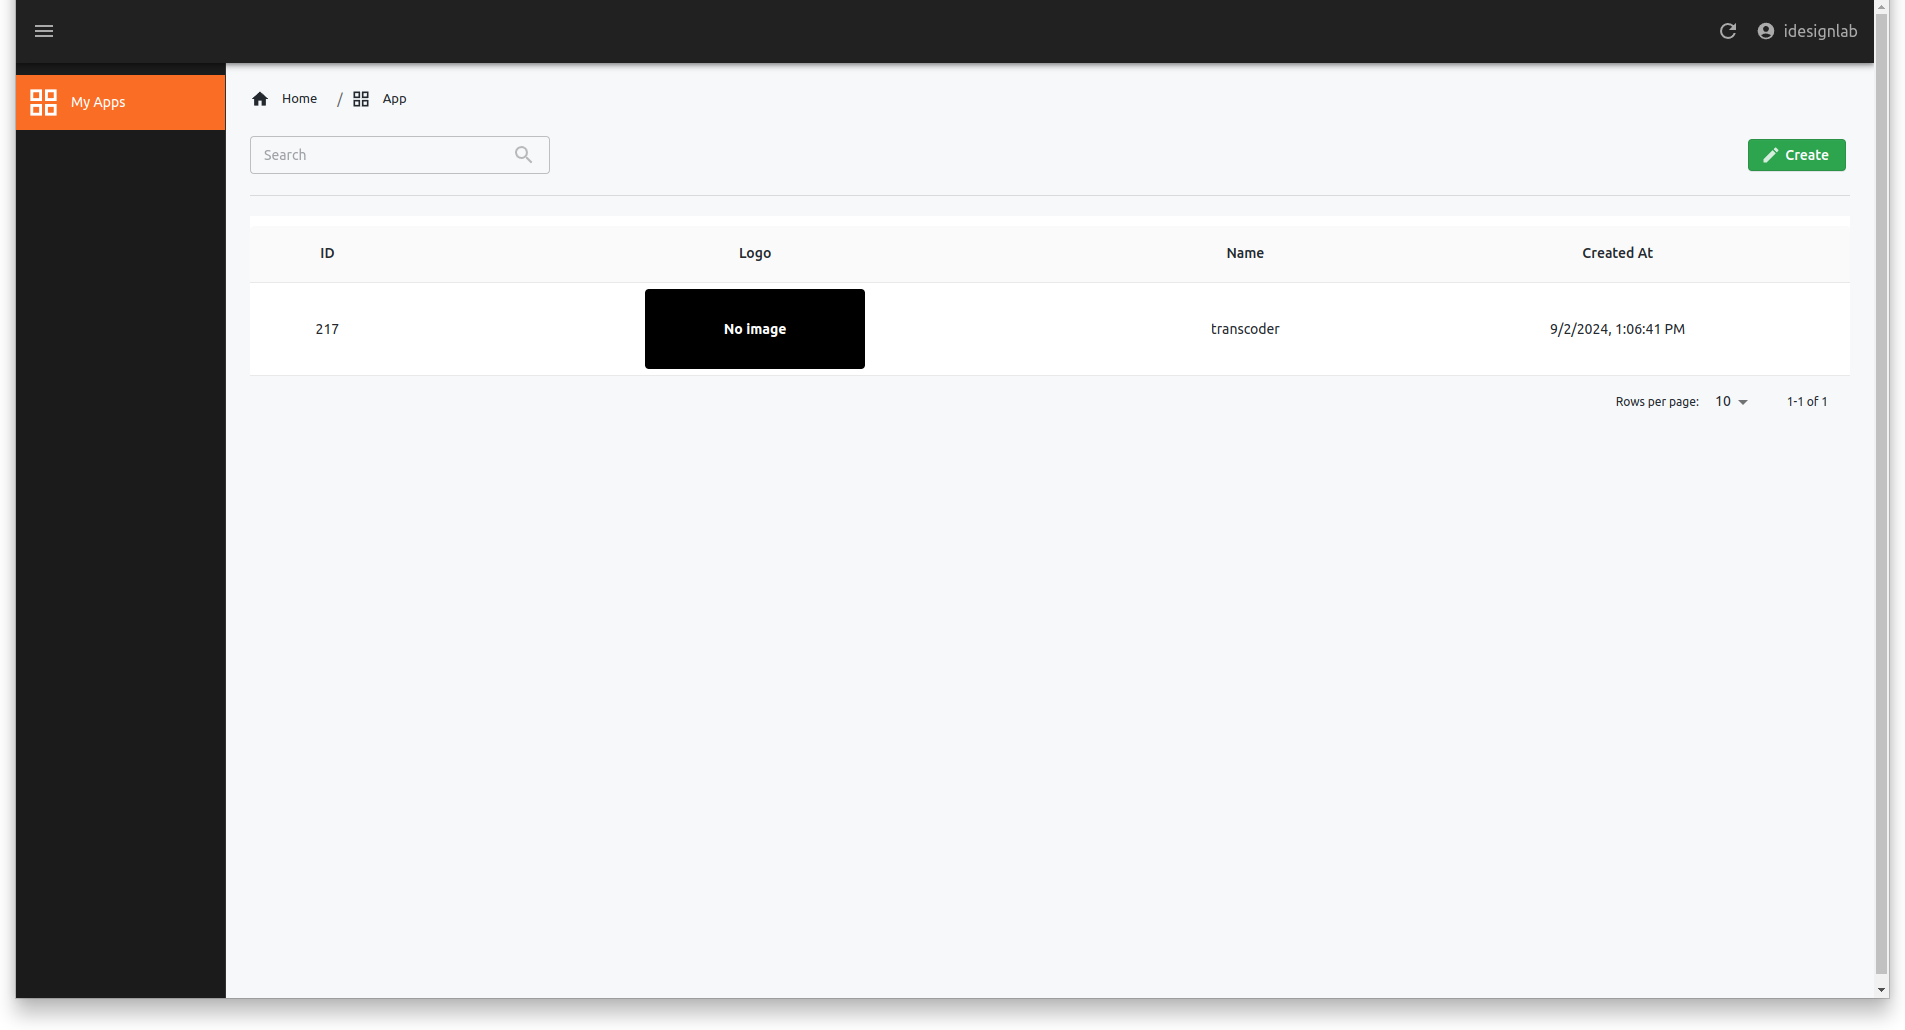 idesignlab
My Apps
Home / App
Search
Create
ID Logo Name Created At
217 No image transcoder 9/2/2024, 1:06:41 PM
Rows per page: 10 1-1 of 1